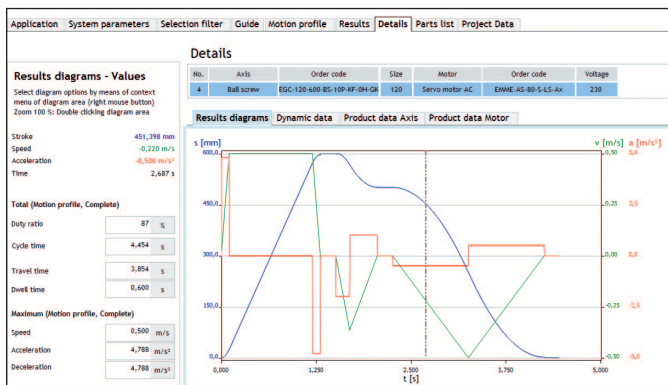 Application System parameters Selection filter Guide Motion profile Results Details Parts list Project Data
Details
Results diagrams - Values
Select diagram options by means of context
menu of diagram area (right mouse button)
Zoom 100 %: Double clicking diagram area
Stroke 451,398 mm
Speed -0,220 m/s
Acceleration -0,500 m/s²
Time 2,687 s
Total (Motion profile, Complete)
Duty ratio 87 %
Cycle time 4,454 s
Travel time 3,854 s
Dwell time 0,600 s
Maximum (Motion profile, Complete)
Speed 0,500 m/s
Acceleration 4,788 m/s²
Deceleration 4,788 m/s²
No. Axis Order code Size Motor Order code Voltage
4 Ball screw EGC-120-600-BS-10P-KF-0H-GK 120 Servo motor AC EMME-AS-80-S-LS-Ax 230
Results diagrams Dynamic data Product data Axis Product data Motor
s [mm] v [m/s] a [m/s²]
600,0 0,50 5,0
450,0 0,25 2,5
300,0 0,00 0,0
150,0 -0,25 -2,5
0,0 -0,50 -5,0
0,000 1,250 2,500 3,750 5,000
t [s]